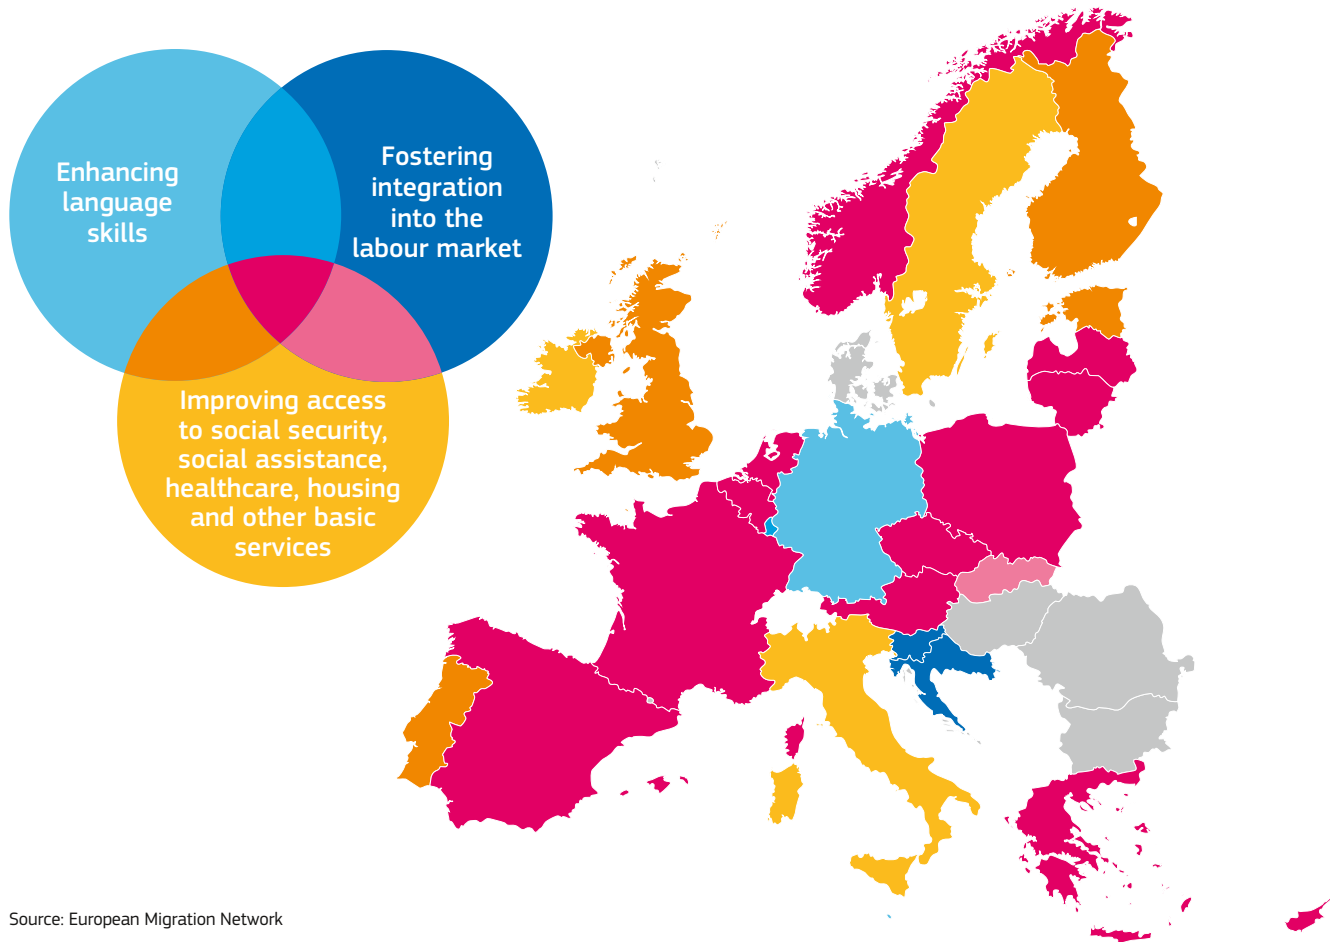 Enhancing
language
skills
Fostering
integration
into the
labour market
Improving access
to social security,
social assistance,
healthcare, housing
and other basic
services
Source: European Migration Network